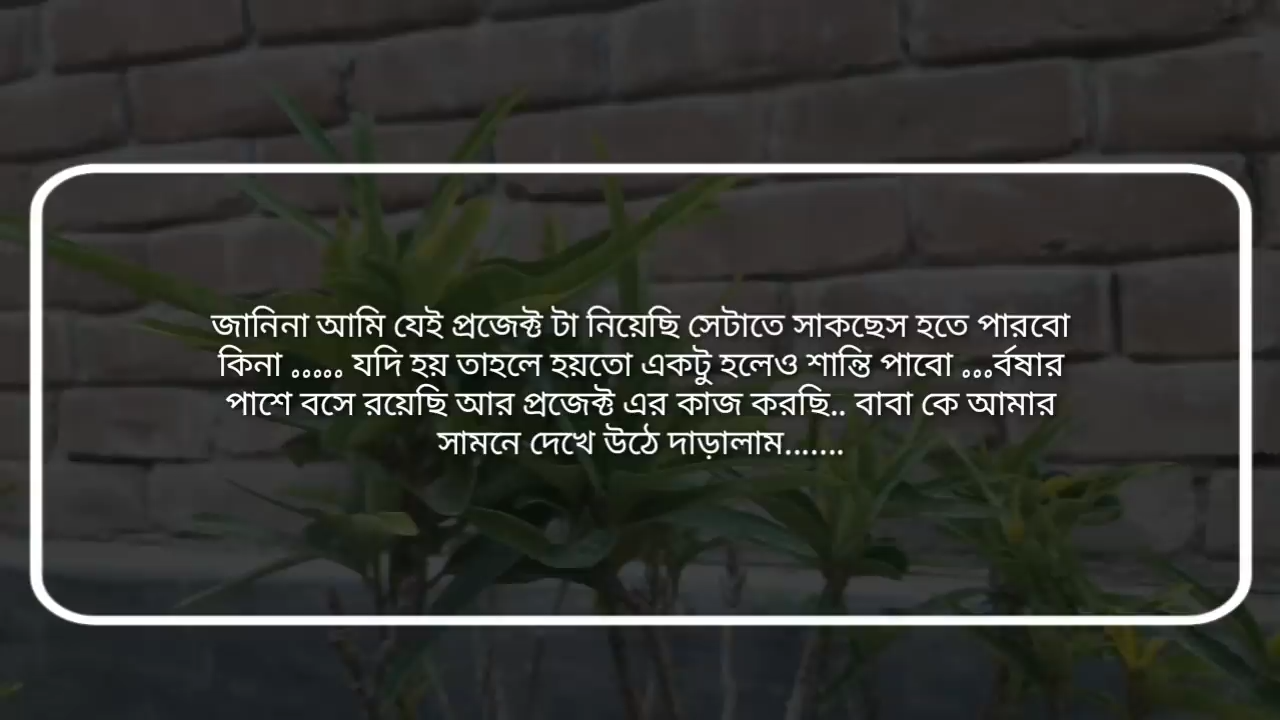 জানিনা আমি যেই প্রজেক্ট টা নিয়েছি সেটাতে সাকছেস হতে পারবো
কিনা ..... যদি হয় তাহলে হয়তো একটু হলেও শান্তি পাবো ...র্বষার
পাশে বসে রয়েছি আর প্রজেক্ট এর কাজ করছি.. বাবা কে আমার
সামনে দেখে উঠে দাড়ালাম.......